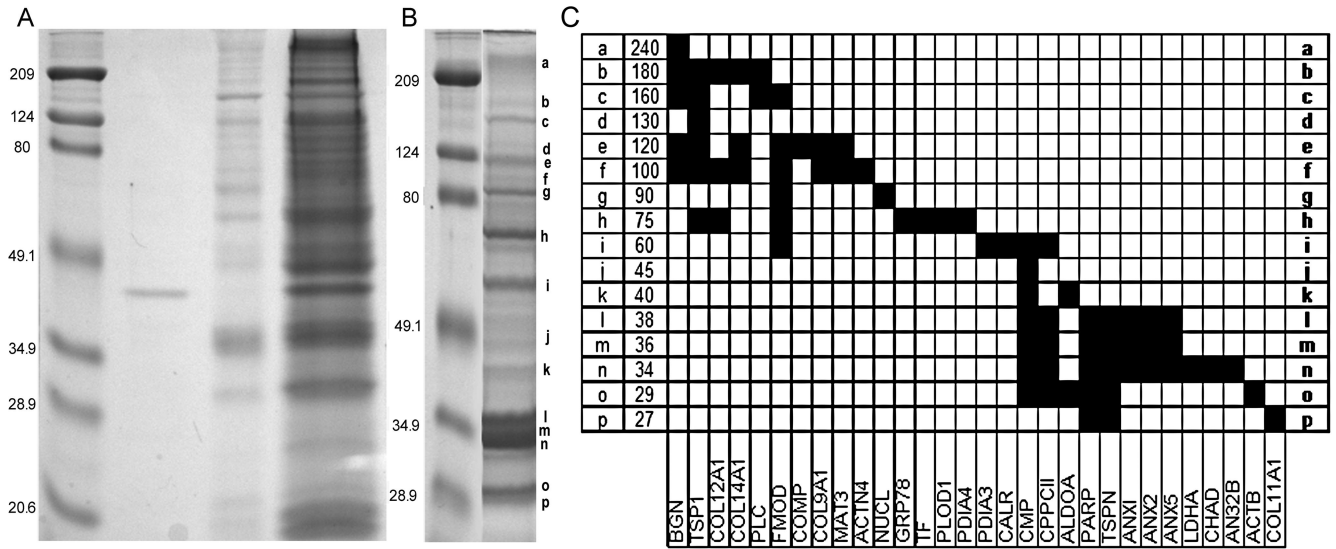 A
209
124
80
49.1
34.9
28.9
20.6
B
209
124
80
49.1
34.9
28.9
a
b
c
d
e
f
g
h
i
j
k
l
m
n
o
p
C
a 240 a
b 180 b
c 160 c
d 130 d
e 120 e
f 100 f
g 90 g
h 75 h
i 60 i
j 45 j
k 40 k
l 38 l
m 36 m
n 34 n
o 29 o
p 27 p
BGN
TSP1
COL12A1
COL14A1
PLC
FMOD
COMP
COL9A1
MAT3
ACTN4
NUCL
GRP78
TF
PLOD1
PDIA4
PDIA3
CALR
CMP
CPPCII
ALDOA
PARP
TSPN
ANXI
ANX2
ANX5
LDHA
CHAD
AN32B
ACTB
COL11A1